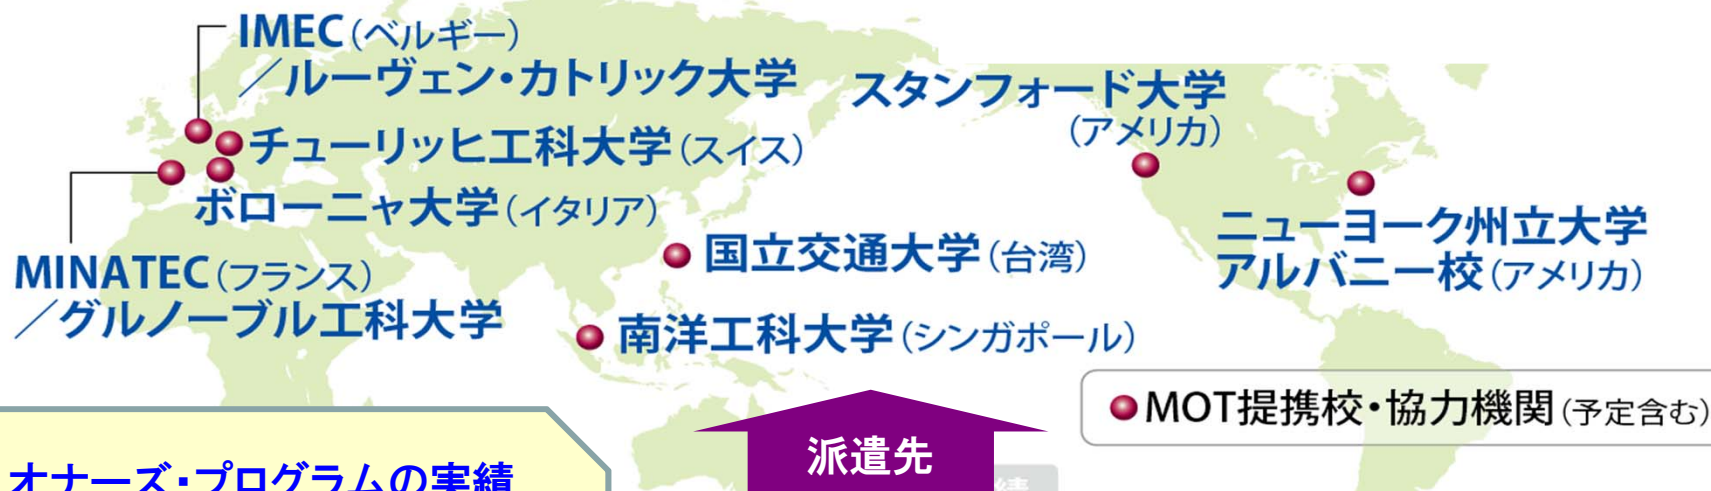 IMEC(ベルギー)
／ルーヴェン・カトリック大学
スタンフォード大学
(アメリカ)
チューリッヒ工科大学(スイス)
ボローニャ大学(イタリア)
ニューヨーク州立大学
アルバニー校(アメリカ)
国立交通大学(台湾)
MINATEC(フランス)
／グルノーブル工科大学
南洋工科大学(シンガポール)
MOT提携校・協力機関(予定含む)
派遣先
オナーズ・プログラムの実績
績